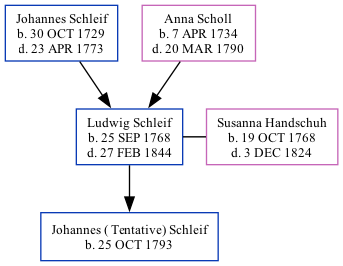 Johannes Schleif
b. 30 OCT 1729
d. 23 APR 1773
Anna Scholl
b. 7 APR 1734
d. 20 MAR 1790
Ludwig Schleif
b. 25 SEP 1768
d. 27 FEB 1844
Susanna Handschuh
b. 19 OCT 1768
d. 3 DEC 1824
Johannes ( Tentative) Schleif
b. 25 OCT 1793